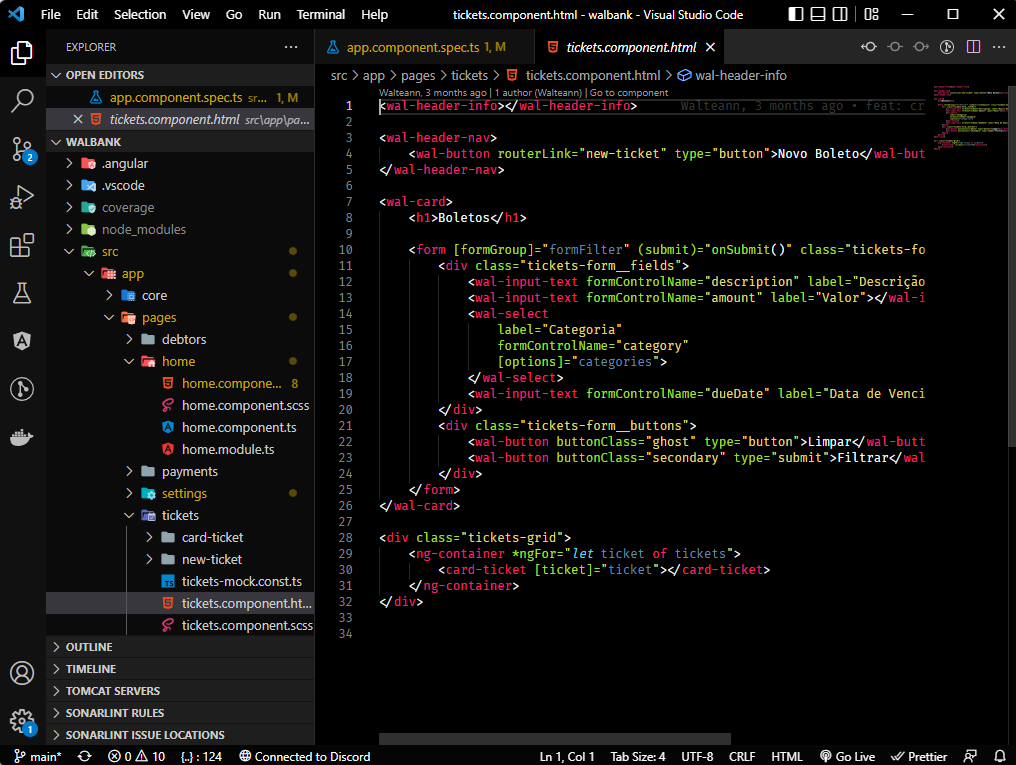 File Edit Selection View Go Run Terminal Help tickets.component.html - walbank - Visual Studio Code
EXPLORER
OPEN EDITORS
app.component.spec.ts sr... 1, M
tickets.component.html src\app\pa...
WALBANK
.angular
.vscode
coverage
node_modules
src
app
core
pages
debtors
home
home.compone... 8
home.component.scss
home.component.ts
home.module.ts
payments
settings
tickets
card-ticket
new-ticket
tickets-mock.const.ts
tickets.component.ht...
tickets.component.scss
OUTLINE
TIMELINE
TOMCAT SERVERS
SONARLINT RULES
SONARLINT ISSUE LOCATIONS
2
1
app.component.spec.ts 1, M tickets.component.html
src > app > pages > tickets > tickets.component.html > wal-header-info
Walteann, 3 months ago | 1 author (Walteann) | Go to component
1 <wal-header-info></wal-header-info> Walteann, 3 months ago • feat: cr
2
3 <wal-header-nav>
4 <wal-button routerLink="new-ticket" type="button">Novo Boleto</wal-but
5 </wal-header-nav>
6
7 <wal-card>
8 <h1>Boletos</h1>
9
10 <form [formGroup]="formFilter" (submit)="onSubmit()" class="tickets-fo
11 <div class="tickets-form__fields">
12 <wal-input-text formControlName="description" label="Descrição
13 <wal-input-text formControlName="amount" label="Valor"></wal-i
14 <wal-select
15 label="Categoria"
16 formControlName="category"
17 [options]="categories">
18 </wal-select>
19 <wal-input-text formControlName="dueDate" label="Data de Venci
20 </div>
21 <div class="tickets-form__buttons">
22 <wal-button buttonClass="ghost" type="button">Limpar</wal-butt
23 <wal-button buttonClass="secondary" type="submit">Filtrar</wal
24 </div>
25 </form>
26 </wal-card>
27
28 <div class="tickets-grid">
29 <ng-container *ngFor="let ticket of tickets">
30 <card-ticket [ticket]="ticket"></card-ticket>
31 </ng-container>
32 </div>
33
34
main* 0 10 {..} : 124 Connected to Discord Ln 1, Col 1 Tab Size: 4 UTF-8 CRLF HTML Go Live Prettier